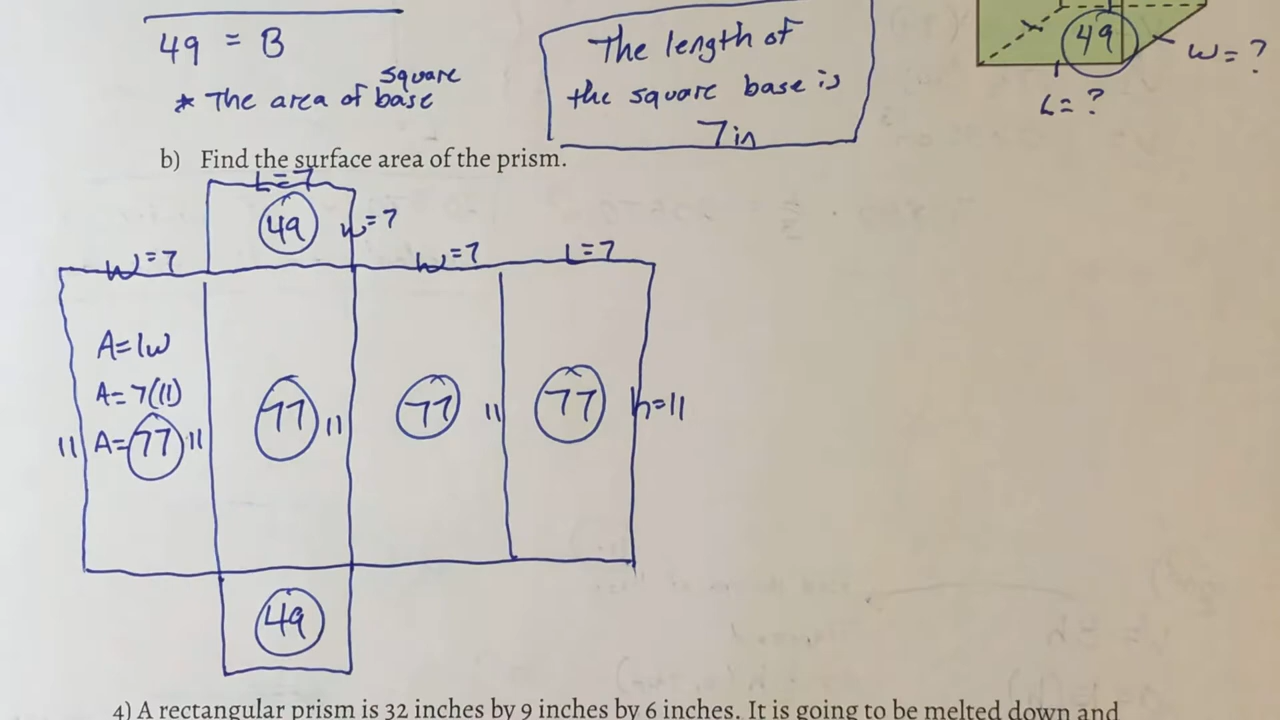 49 = B
square
* The area of base
The length of
the square base is
7in
49
w = ?
L = ?
b) Find the surface area of the prism.
L = 7
49
w = 7
W = 7
W = 7
L = 7
A = lw
A = 7(11)
11 A = 77 11
77 11
77 11
77
h = 11
49
4) A rectangular prism is 32 inches by 9 inches by 6 inches. It is going to be melted down and